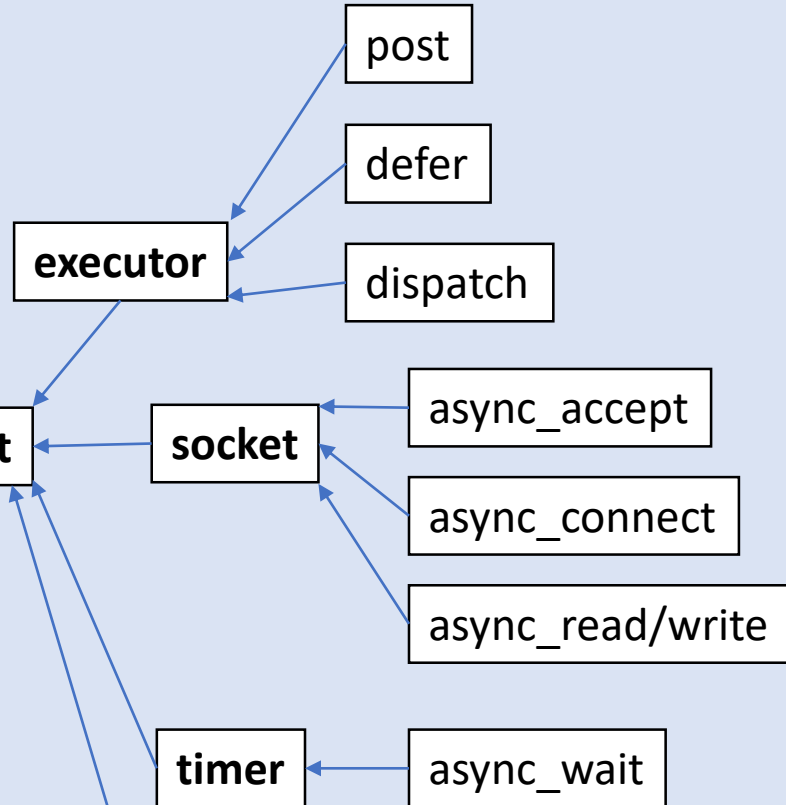 post
defer
executor
dispatch
async_accept
t
socket
async_connect
async_read/write
timer
async_wait